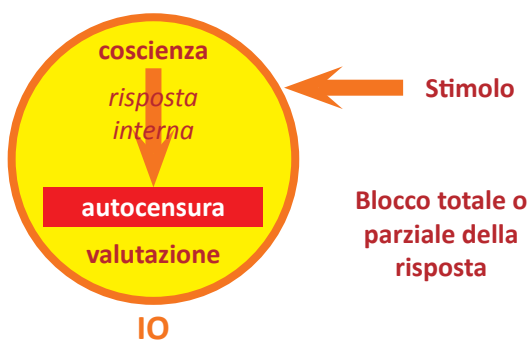 coscienza
risposta
interna
autocensura
valutazione
IO
Stimolo
Blocco totale o
parziale della
risposta